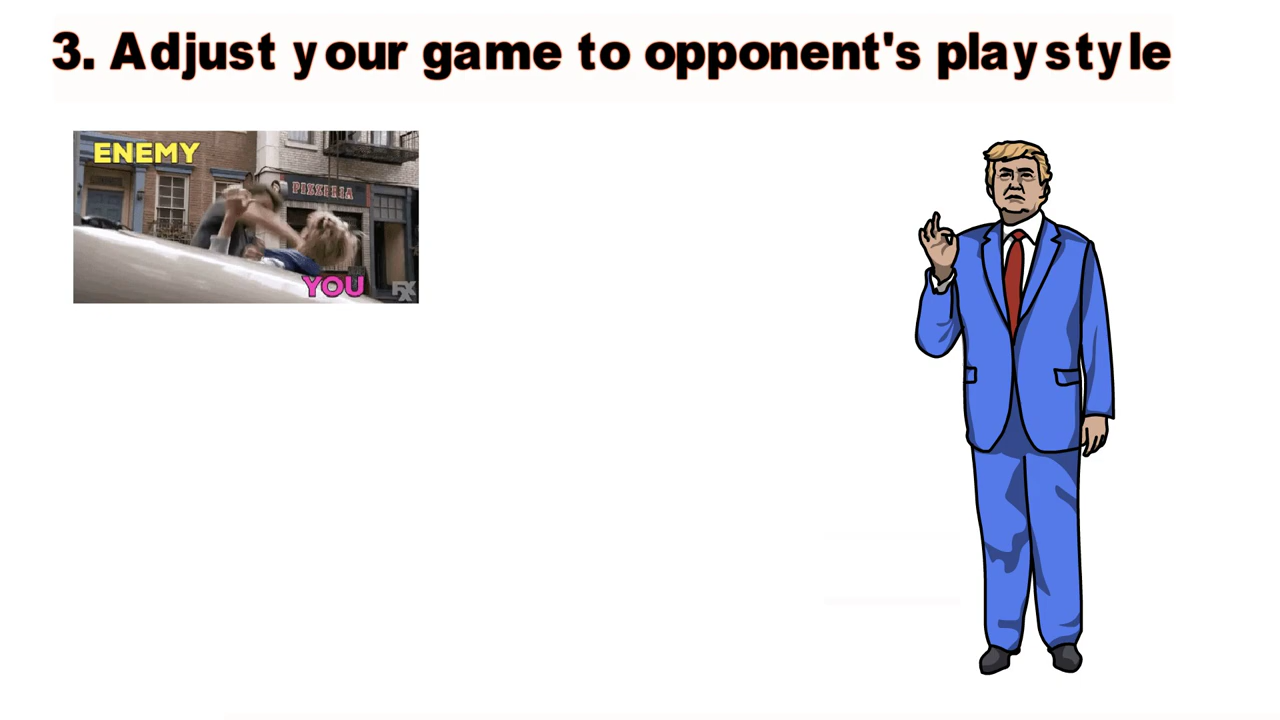 3. Adjust your game to opponent's playstyle
ENEMY
PIZZERIA
YOU
FX